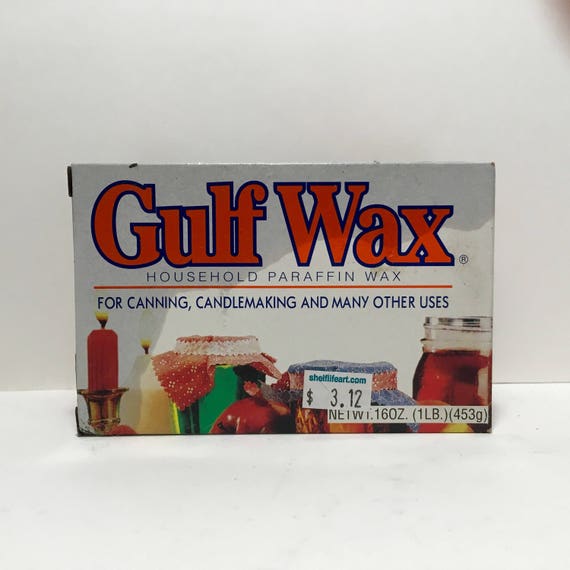 Gulf Wax®
HOUSEHOLD PARAFFIN WAX
FOR CANNING, CANDLEMAKING AND MANY OTHER USES
shelflifeart.com
$ 3.12
NET WT. 16OZ. (1LB.)(453g)